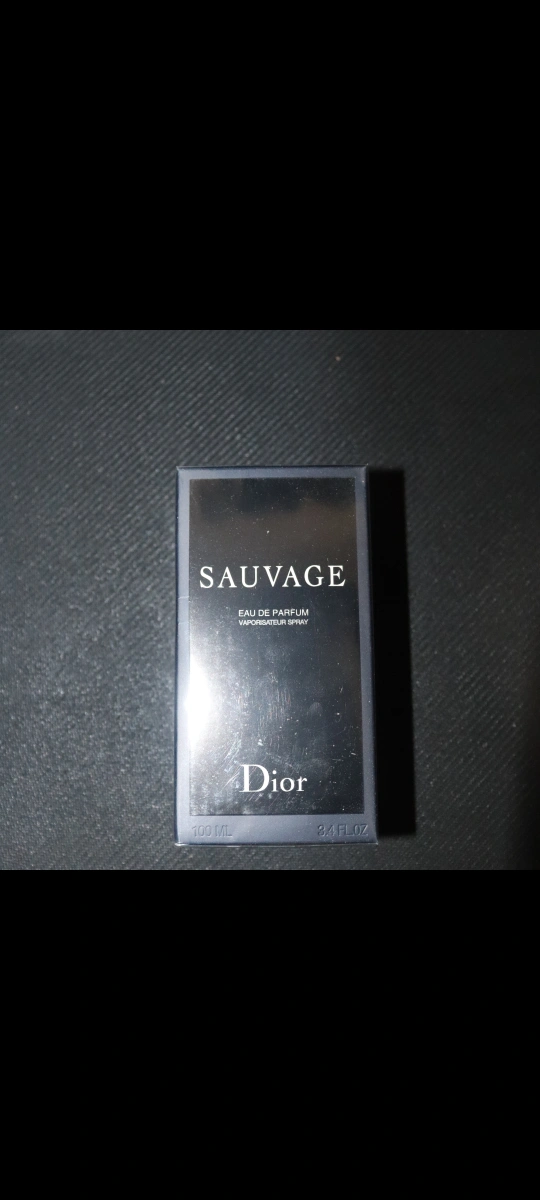 SAUVAGE
EAU DE PARFUM
VAPORISATEUR SPRAY
Dior
100 ML 3.4 FL.OZ